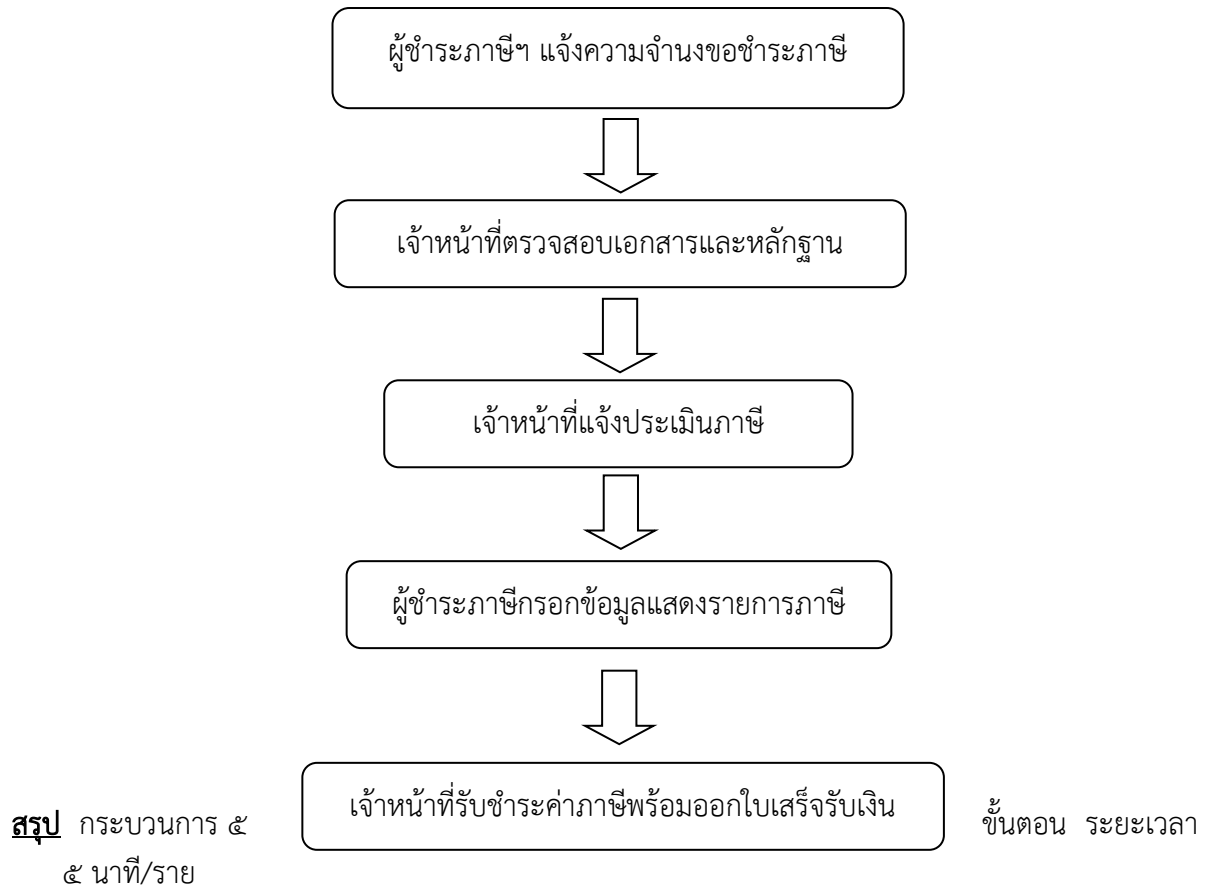 ผู้ชำระภาษีฯ แจ้งความจำนงขอชำระภาษี
เจ้าหน้าที่ตรวจสอบเอกสารและหลักฐาน
เจ้าหน้าที่แจ้งประเมินภาษี
ผู้ชำระภาษีกรอกข้อมูลแสดงรายการภาษี
เจ้าหน้าที่รับชำระค่าภาษีพร้อมออกใบเสร็จรับเงิน
สรุป กระบวนการ ๕ ขั้นตอน ระยะเวลา
๕ นาที/ราย